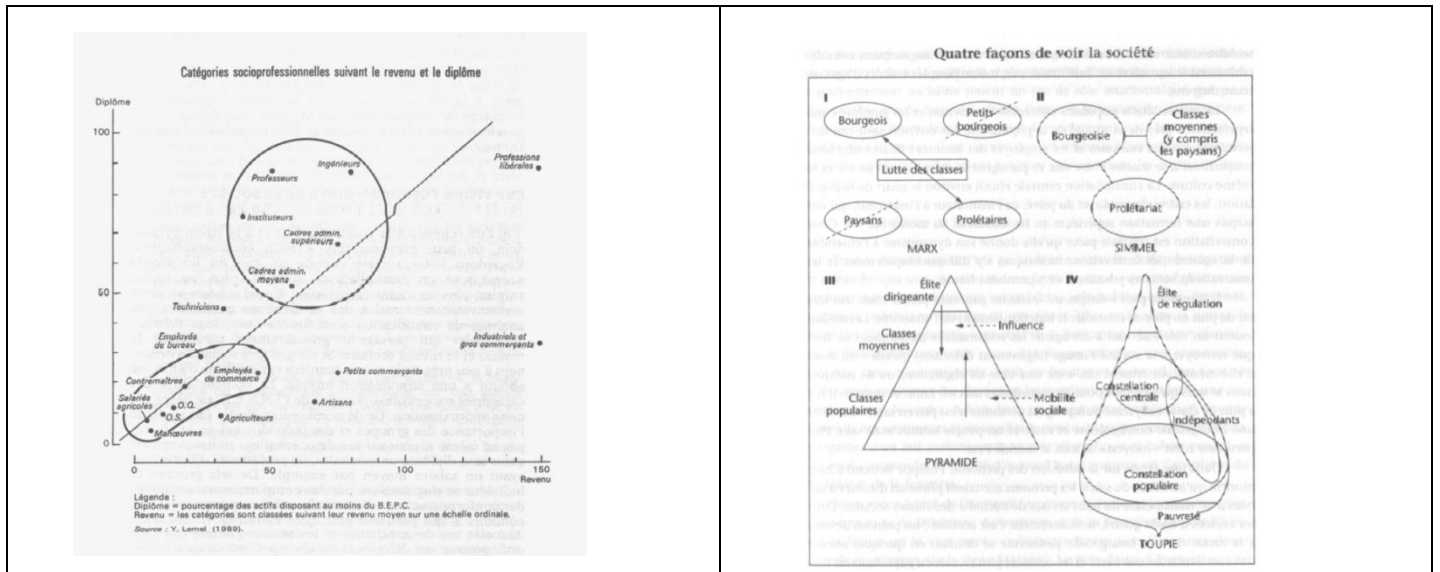 Catégories socioprofessionnelles suivant le revenu et le diplôme
Diplôme
100
Professions
libérales
Ingénieurs
Professeurs
Instituteurs
Cadres admin.
supérieurs
Cadres admin.
moyens
50
Techniciens
Industriels et
gros commerçants
Employés
de bureau
Employés
de commerce
Petits commerçants
Contremaîtres
Salariés
agricoles
O.Q.
O.S.
Artisans
Agriculteurs
Manœuvres
0
0
50
100
150
Revenu
Légende :
Diplôme = pourcentage des actifs disposant au moins du B.E.P.C.
Revenu = les catégories sont classées suivant leur revenu moyen sur une échelle ordinale.
Source : Y. Lemel. (1989).
Quatre façons de voir la société
I
Bourgeois
Petits
bourgeois
Lutte des classes
Paysans
Prolétaires
MARX
II
Bourgeoisie
Classes
moyennes
(y compris
les paysans)
Prolétariat
SIMMEL
III
Élite
dirigeante
Influence
Classes
moyennes
Mobilité
sociale
Classes
populaires
PYRAMIDE
IV
Élite
de régulation
Constellation
centrale
Indépendants
Constellation
populaire
Pauvreté
TOUPIE